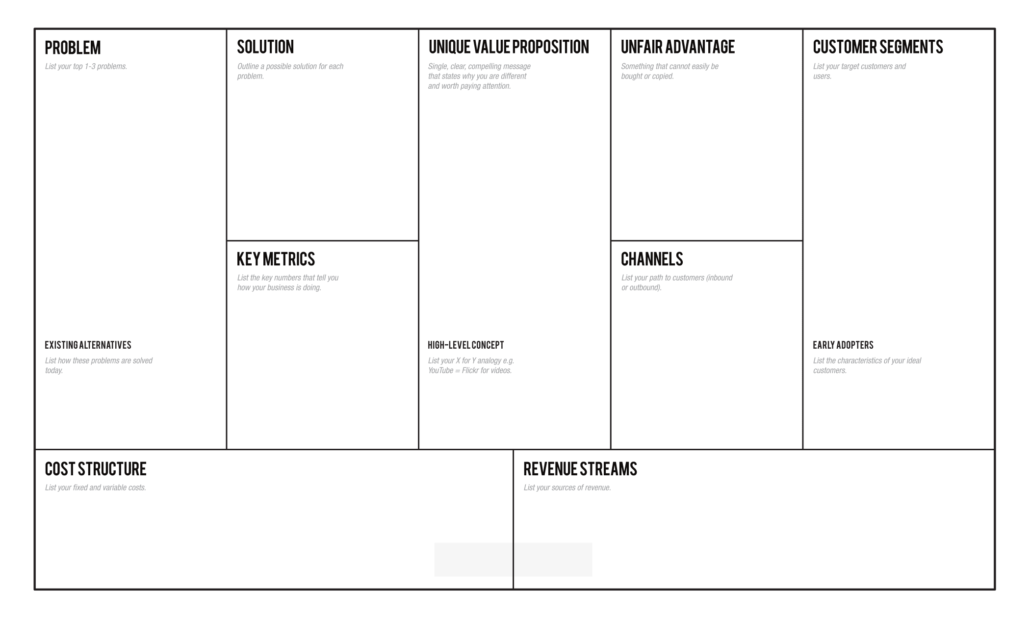 PROBLEM
List your top 1-3 problems.
EXISTING ALTERNATIVES
List how these problems are solved
today.
SOLUTION
Outline a possible solution for each
problem.
KEY METRICS
List the key numbers that tell you
how your business is doing.
UNIQUE VALUE PROPOSITION
Single, clear, compelling message
that states why you are different
and worth paying attention.
HIGH-LEVEL CONCEPT
List your X for Y analogy e.g.
YouTube = Flickr for videos.
UNFAIR ADVANTAGE
Something that cannot easily be
bought or copied.
CHANNELS
List your path to customers (inbound
or outbound).
CUSTOMER SEGMENTS
List your target customers and
users.
EARLY ADOPTERS
List the characteristics of your ideal
customers.
COST STRUCTURE
List your fixed and variable costs.
REVENUE STREAMS
List your sources of revenue.